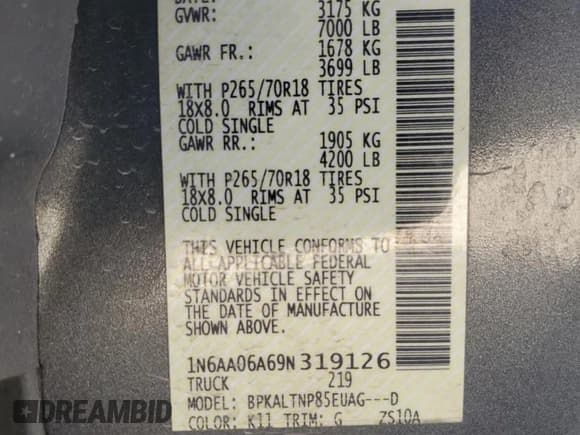 GVWR: 3175 KG
7000 LB
GAWR FR.: 1678 KG
3699 LB
WITH P265/70R18 TIRES
18X8.0 RIMS AT 35 PSI
COLD SINGLE
GAWR RR.: 1905 KG
4200 LB
WITH P265/70R18 TIRES
18X8.0 RIMS AT 35 PSI
COLD SINGLE
THIS VEHICLE CONFORMS TO
ALL APPLICABLE FEDERAL
MOTOR VEHICLE SAFETY
STANDARDS IN EFFECT ON
THE DATE OF MANUFACTURE
SHOWN ABOVE.
1N6AA06A69N319126
TRUCK 219
MODEL: BPKALTNP85EUAG---D
COLOR: K11 TRIM: G ZS10A
AutoHelperBot.com